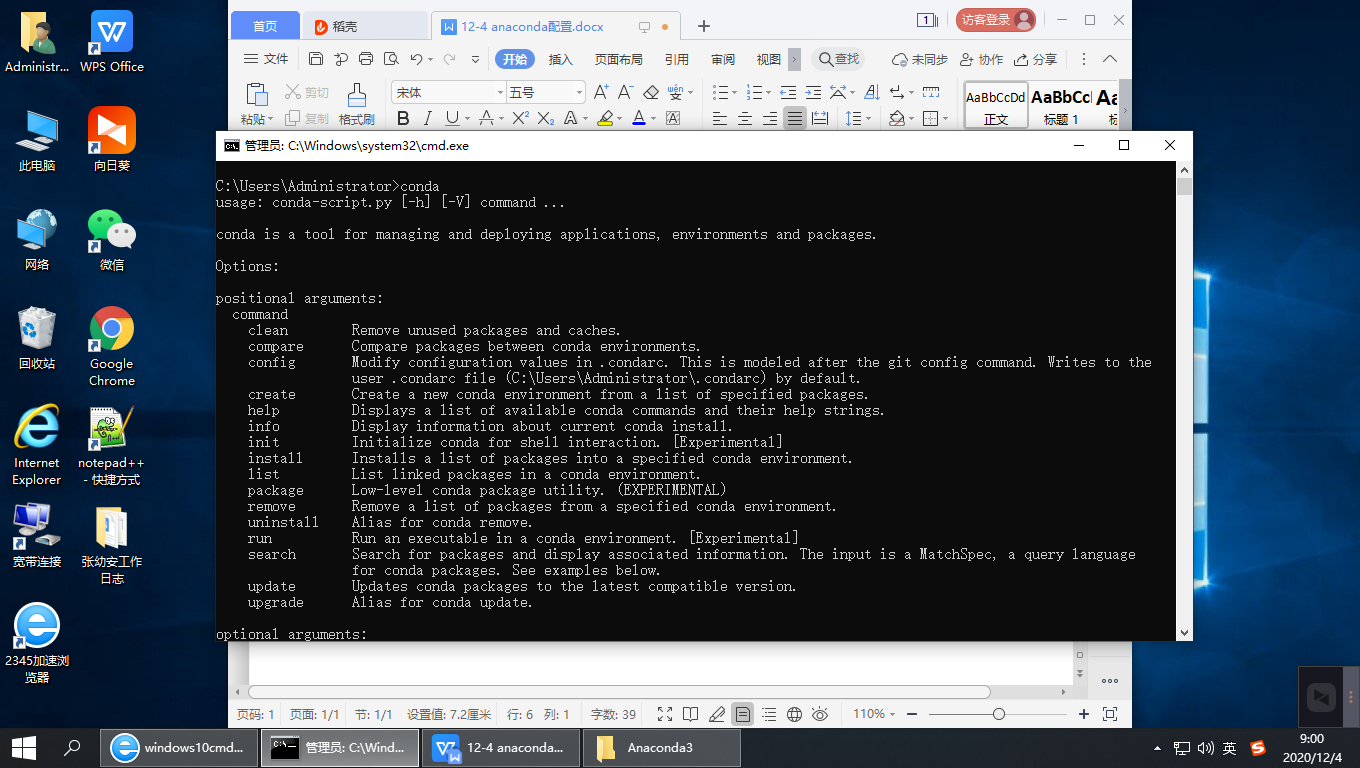 Administr...
WPS Office
此电脑
向日葵
网络
微信
回收站
Google
Chrome
Internet
Explorer
notepad++
- 快捷方式
宽带连接
张幼安工作
日志
2345加速浏
览器
首页
稻壳
12-4 anaconda配置.docx
1
访客登录
文件
开始
插入
页面布局
引用
审阅
视图
查找
未同步
协作
分享
粘贴
剪切
复制
格式刷
宋体
五号
AaBbCcDd
正文
AaBbCcI
标题 1
管理员: C:\Windows\system32\cmd.exe
C:\Users\Administrator>conda
usage: conda-script.py [-h] [-V] command ...
conda is a tool for managing and deploying applications, environments and packages.
Options:
positional arguments:
command
clean Remove unused packages and caches.
compare Compare packages between conda environments.
config Modify configuration values in .condarc. This is modeled after the git config command. Writes to the
user .condarc file (C:\Users\Administrator\.condarc) by default.
create Create a new conda environment from a list of specified packages.
help Displays a list of available conda commands and their help strings.
info Display information about current conda install.
init Initialize conda for shell interaction. [Experimental]
install Installs a list of packages into a specified conda environment.
list List linked packages in a conda environment.
package Low-level conda package utility. (EXPERIMENTAL)
remove Remove a list of packages from a specified conda environment.
uninstall Alias for conda remove.
run Run an executable in a conda environment. [Experimental]
search Search for packages and display associated information. The input is a MatchSpec, a query language
for conda packages. See examples below.
update Updates conda packages to the latest compatible version.
upgrade Alias for conda update.
optional arguments:
页码: 1 页面: 1/1 节: 1/1 设置值: 7.2厘米 行: 6 列: 1 字数: 39
110%
windows10cmd...
管理员: C:\Wind...
12-4 anaconda...
Anaconda3
英
9:00
2020/12/4